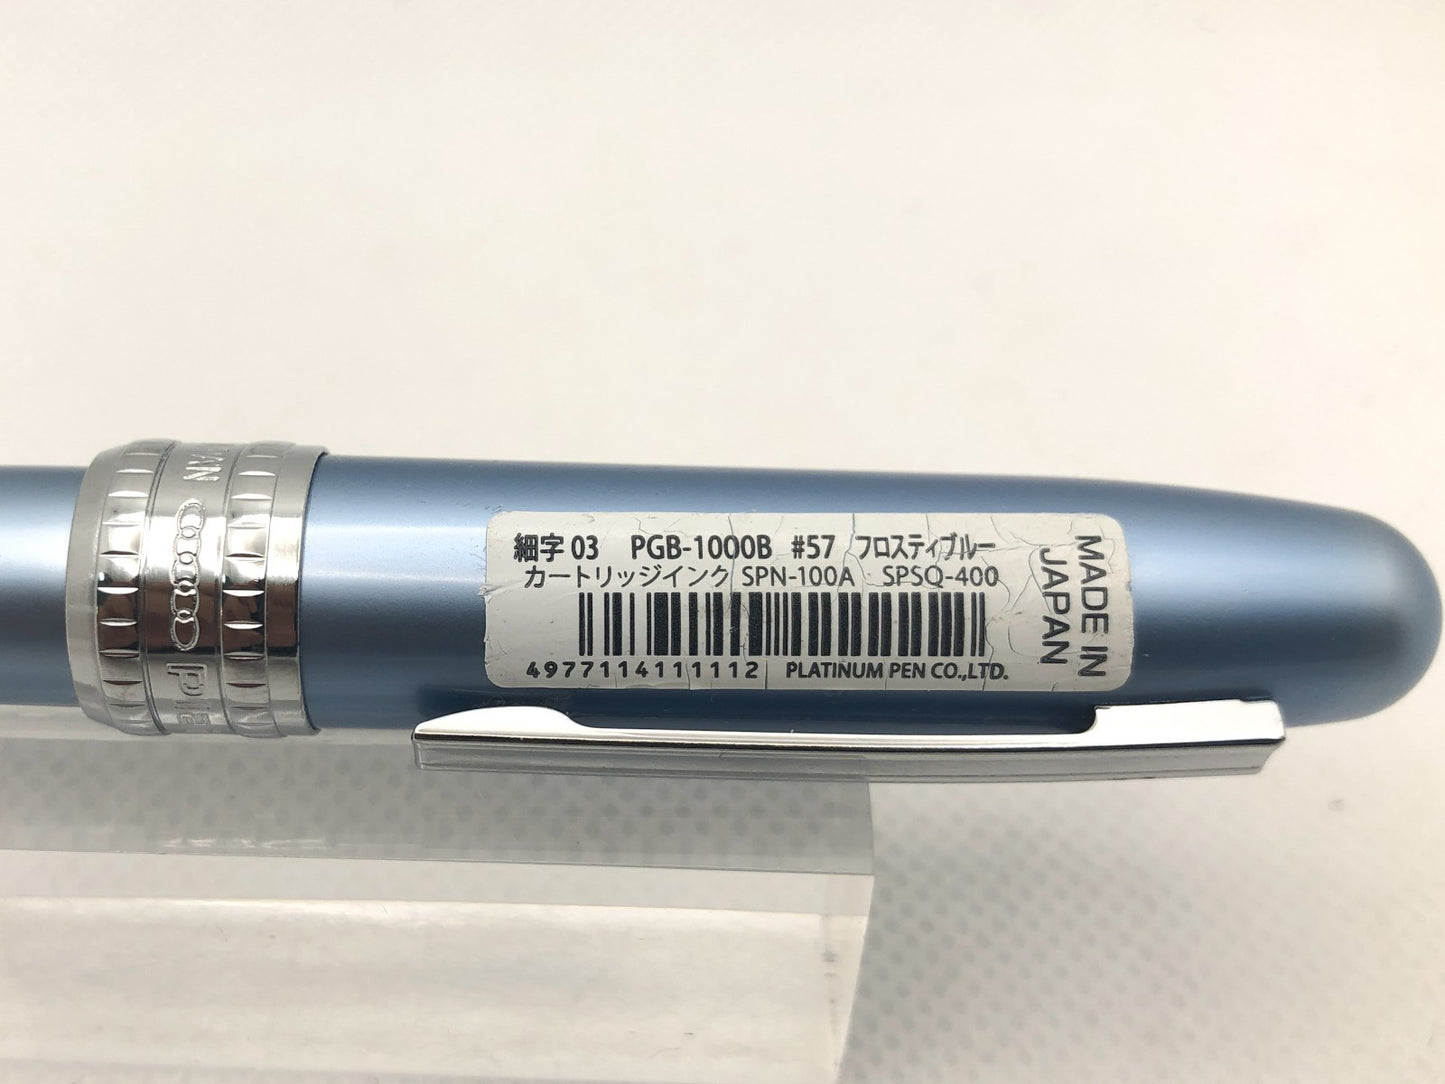 細字 03 PGB-1000B #57 フロスティブルー
カートリッジインク SPN-100A SPSQ-400
4977114111112 PLATINUM PEN CO.,LTD.
MADE IN
JAPAN